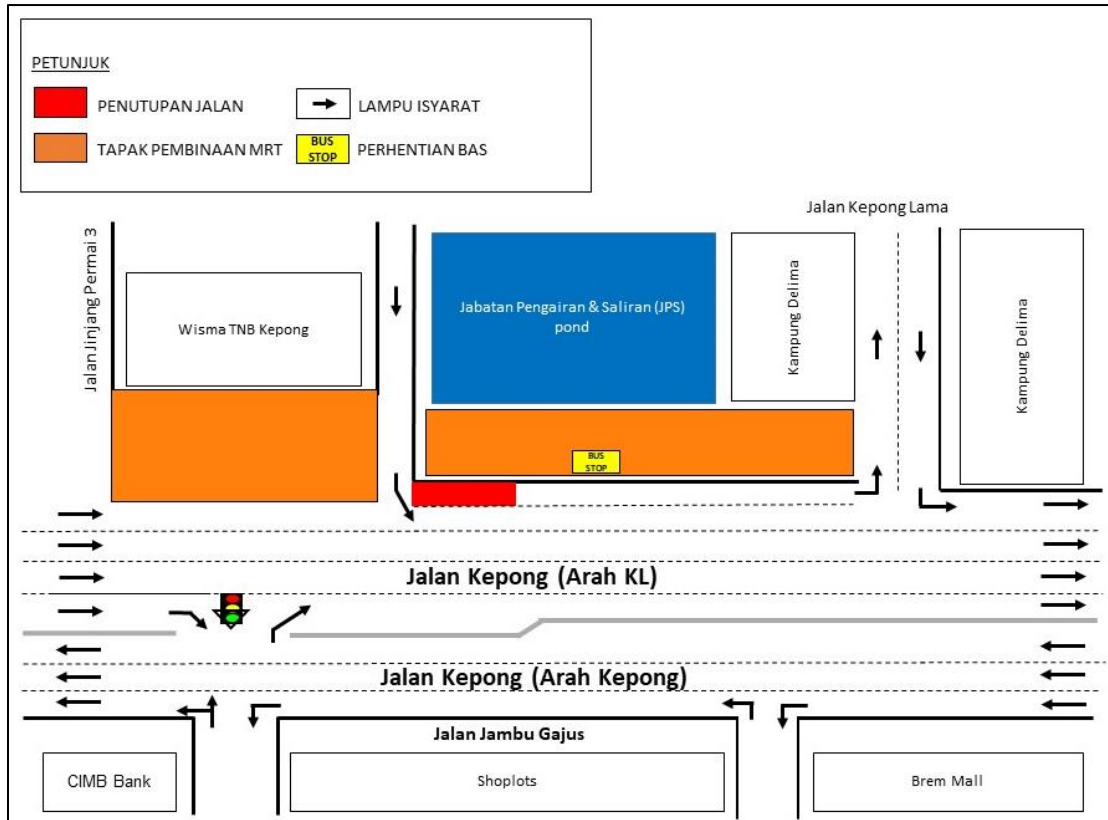 PETUNJUK
PENUTUPAN JALAN
LAMPU ISYARAT
TAPAK PEMBINAAN MRT
BUS
STOP
PERHENTIAN BAS
Jalan Kepong Lama
Jalan Jinjang Permai 3
Wisma TNB Kepong
Jabatan Pengairan & Saliran (JPS)
pond
Kampung Delima
Kampung Delima
BUS
STOP
Jalan Kepong (Arah KL)
Jalan Kepong (Arah Kepong)
Jalan Jambu Gajus
CIMB Bank
Shoplots
Brem Mall